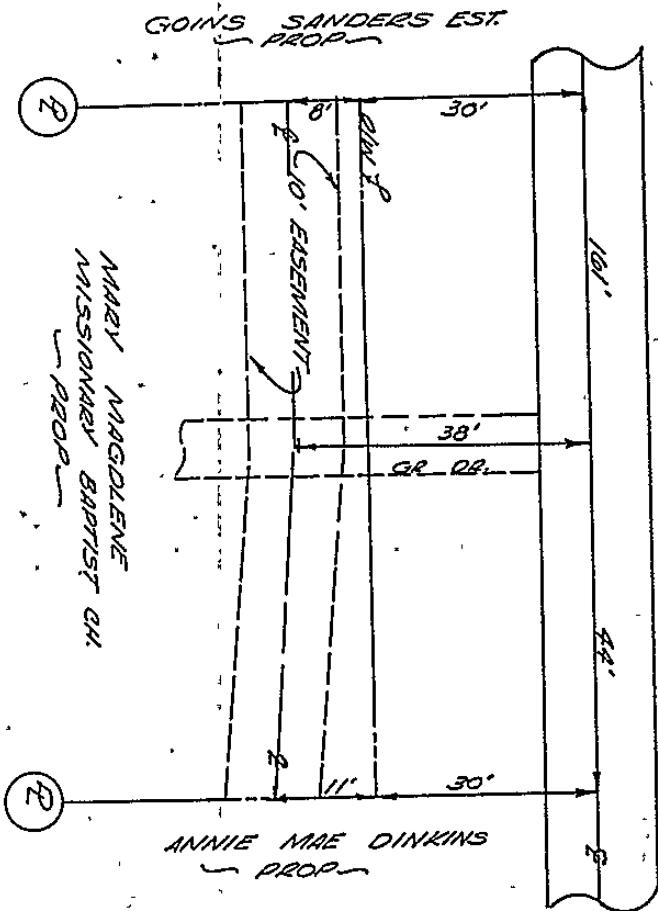 GOINS SANDERS EST.
PROP
P
8'
30'
R/W
10' EASEMENT
161'
MARY MAGDLENE
MISSIONARY BAPTIST CH.
PROP
38'
GR. DR.
44'
P
11'
30'
ANNIE MAE DINKINS
PROP